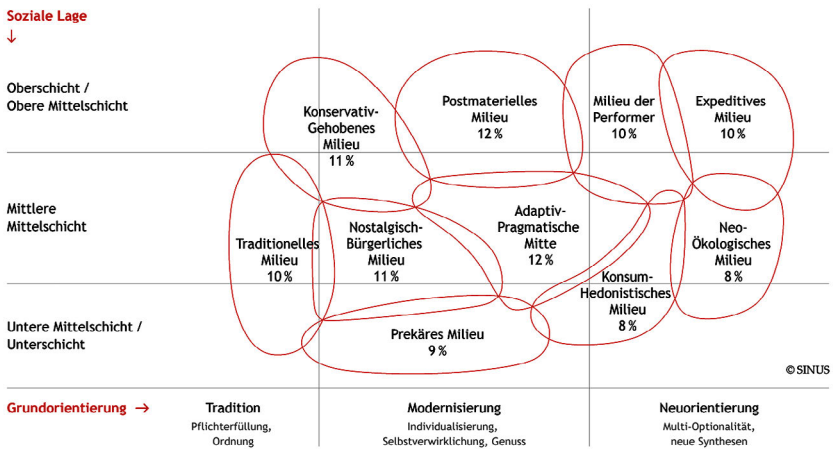 Soziale Lage
↓
Oberschicht /
Obere Mittelschicht
Mittlere
Mittelschicht
Untere Mittelschicht /
Unterschicht
Konservativ-
Gehobenes
Milieu
11 %
Postmaterielles
Milieu
12 %
Milieu der
Performer
10 %
Expeditives
Milieu
10 %
Traditionelles
Milieu
10 %
Nostalgisch-
Bürgerliches
Milieu
11 %
Adaptiv-
Pragmatische
Mitte
12 %
Konsum-
Hedonistisches
Milieu
8 %
Neo-
Ökologisches
Milieu
8 %
Prekäres Milieu
9 %
© SINUS
Grundorientierung →
Tradition
Pflichterfüllung,
Ordnung
Modernisierung
Individualisierung,
Selbstverwirklichung, Genuss
Neuorientierung
Multi-Optionalität,
neue Synthesen